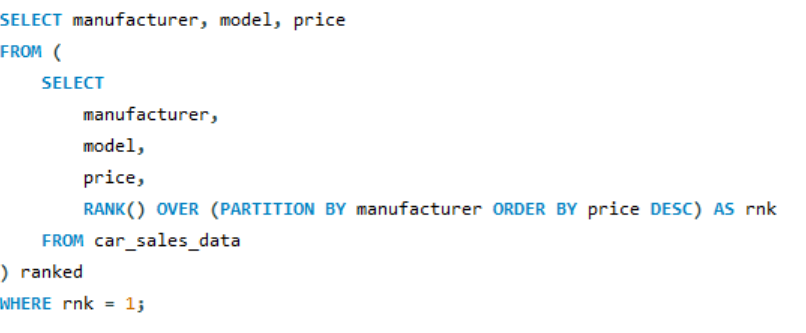 SELECT manufacturer, model, price
FROM (
    SELECT
        manufacturer,
        model,
        price,
        RANK() OVER (PARTITION BY manufacturer ORDER BY price DESC) AS rnk
    FROM car_sales_data
) ranked
WHERE rnk = 1;